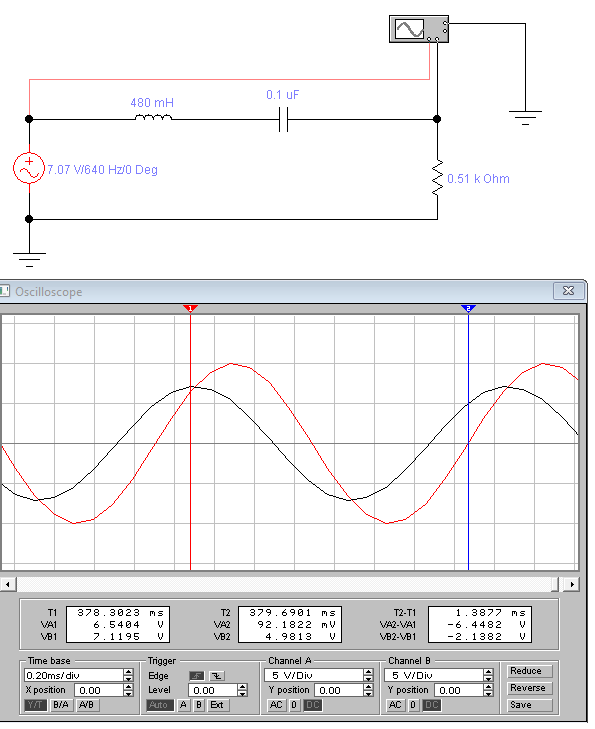 480 mH
0.1 uF
7.07 V/640 Hz/0 Deg
0.51 k Ohm
Oscilloscope
1
2
T1 378.3023 ms
VA1 6.5404 V
VB1 7.1195 V
T2 379.6901 ms
VA2 92.1822 mV
VB2 4.9813 V
T2-T1 1.3877 ms
VA2-VA1 -6.4482 V
VB2-VB1 -2.1382 V
Time base
0.20ms/div
X position 0.00
Y/T B/A A/B
Trigger
Edge
Level 0.00
Auto A B Ext
Channel A
5 V/Div
Y position 0.00
AC 0 DC
Channel B
5 V/Div
Y position 0.00
AC 0 DC
Reduce
Reverse
Save